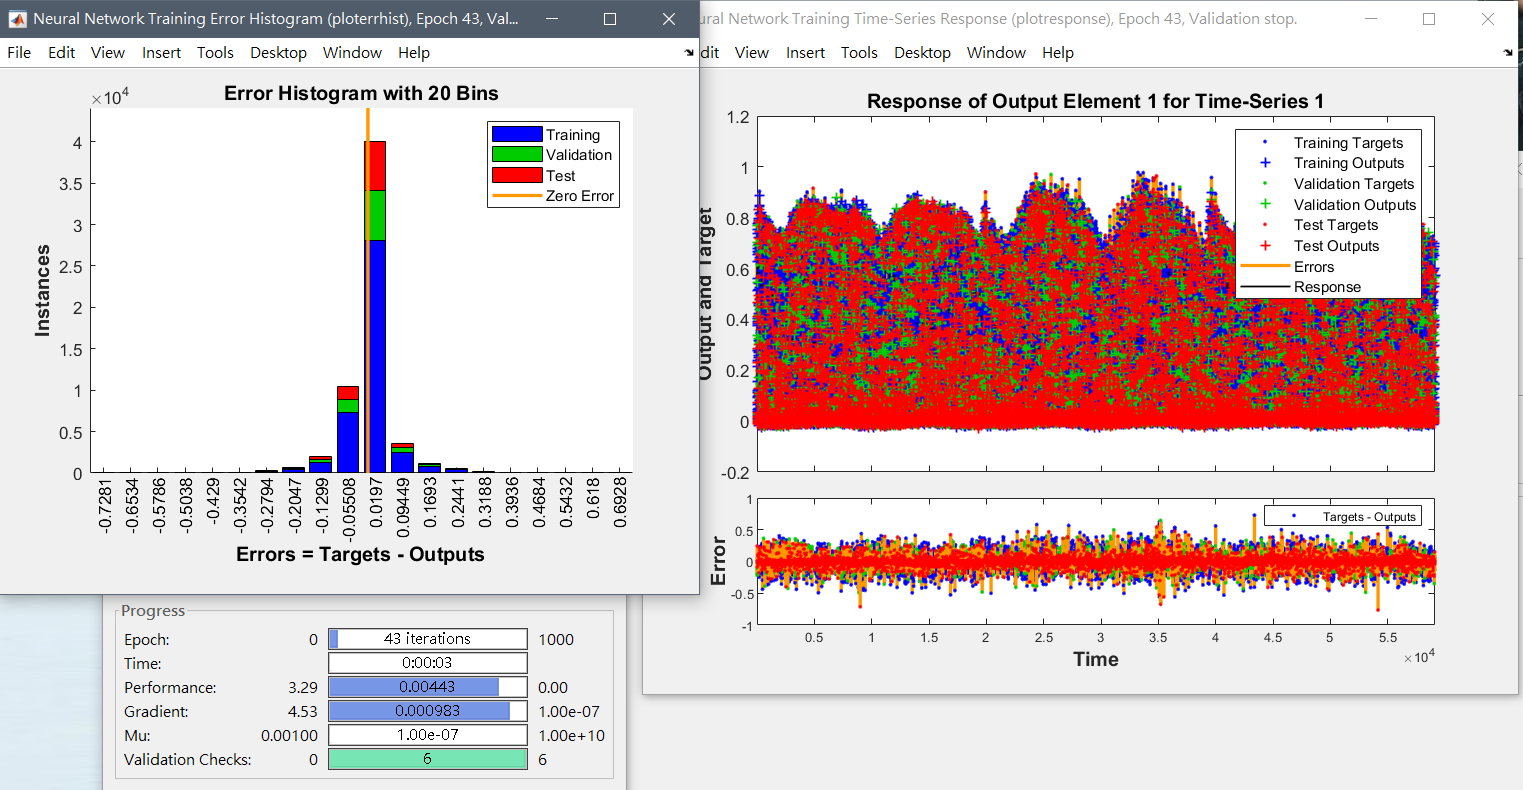 Neural Network Training Error Histogram (ploterrhist), Epoch 43, Val...
File Edit View Insert Tools Desktop Window Help
Error Histogram with 20 Bins
×10^4
4
3.5
3
2.5
2
1.5
1
0.5
0
Instances
Training
Validation
Test
Zero Error
-0.7281 -0.6534 -0.5786 -0.5038 -0.429 -0.3542 -0.2794 -0.2047 -0.1299 -0.05508 0.0197 0.09449 0.1693 0.2441 0.3188 0.3936 0.4684 0.5432 0.618 0.6928
Errors = Targets - Outputs
Neural Network Training Time-Series Response (plotresponse), Epoch 43, Validation stop.
View Insert Tools Desktop Window Help
Response of Output Element 1 for Time-Series 1
1.2
1
0.8
0.6
0.4
0.2
0
-0.2
Output and Target
Training Targets
Training Outputs
Validation Targets
Validation Outputs
Test Targets
Test Outputs
Errors
Response
1
0.5
0
-0.5
-1
Error
Targets - Outputs
0.5 1 1.5 2 2.5 3 3.5 4 4.5 5 5.5
Time
×10^4
Progress
Epoch: 0 43 iterations 1000
Time: 0:00:03
Performance: 3.29 0.00443 0.00
Gradient: 4.53 0.000983 1.00e-07
Mu: 0.00100 1.00e-07 1.00e+10
Validation Checks: 0 6 6